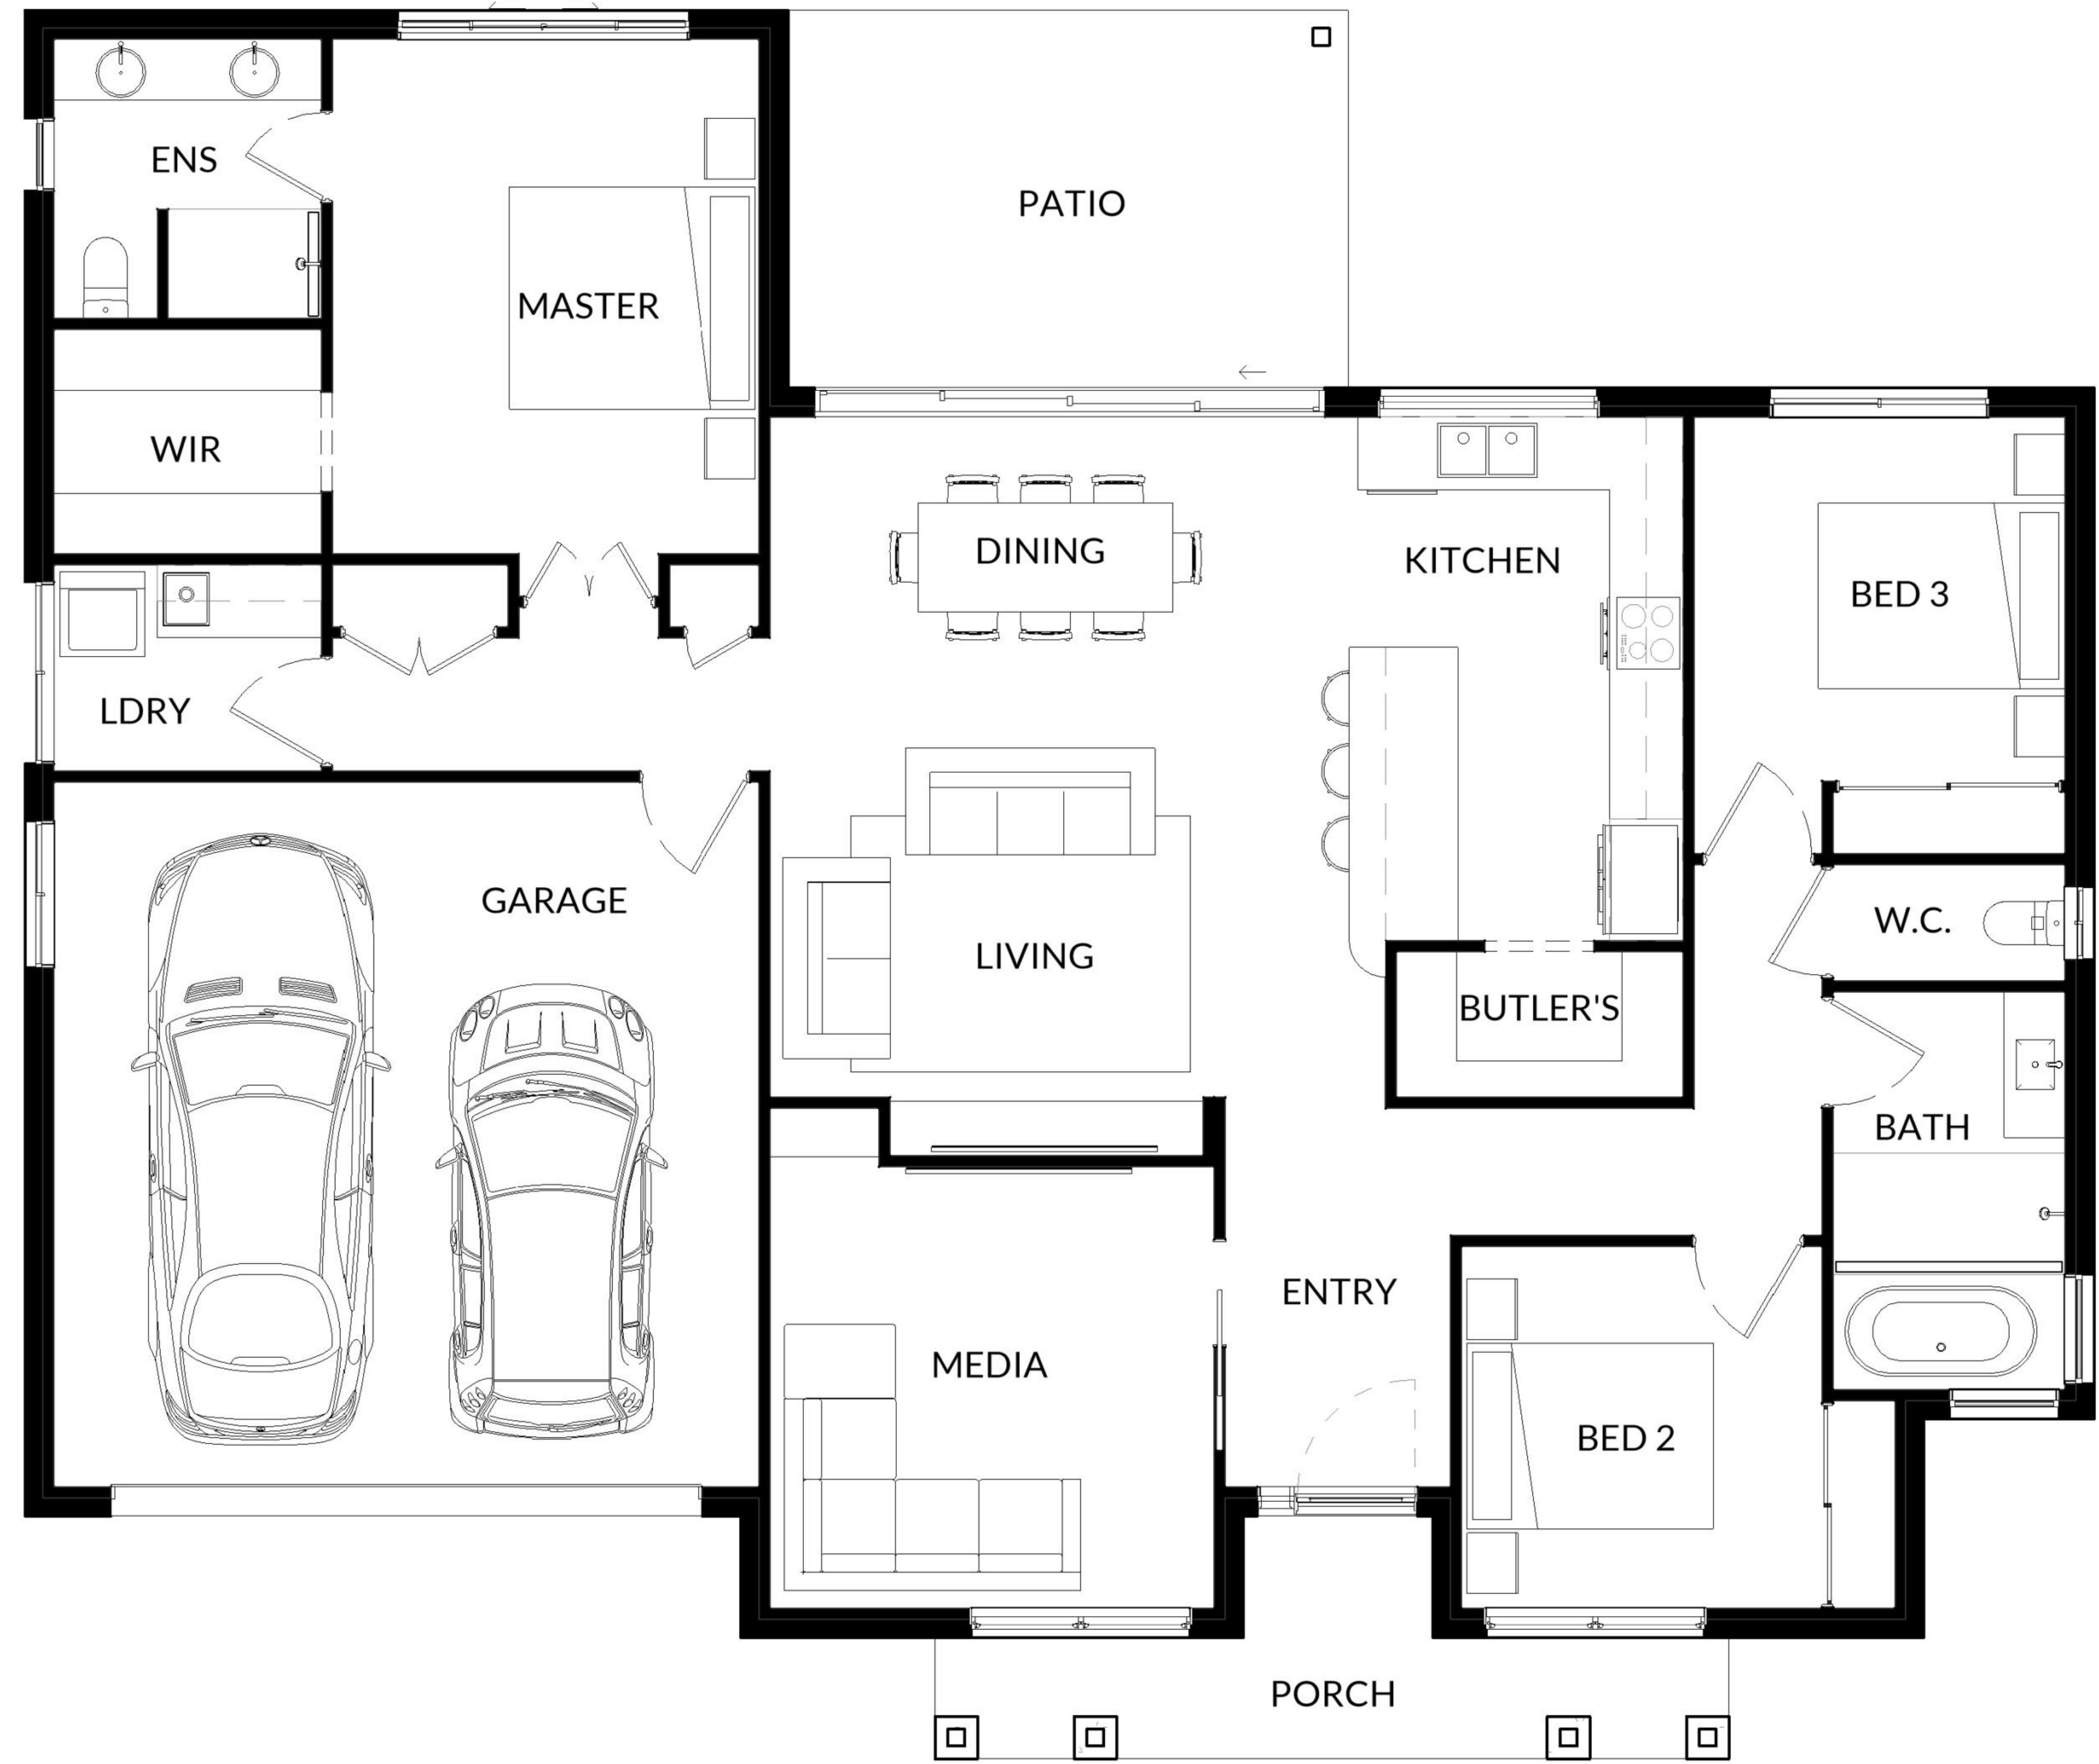 ENS
PATIO
MASTER
WIR
DINING
KITCHEN
BED 3
LDRY
GARAGE
LIVING
W.C.
BUTLER'S
BATH
ENTRY
MEDIA
BED 2
PORCH